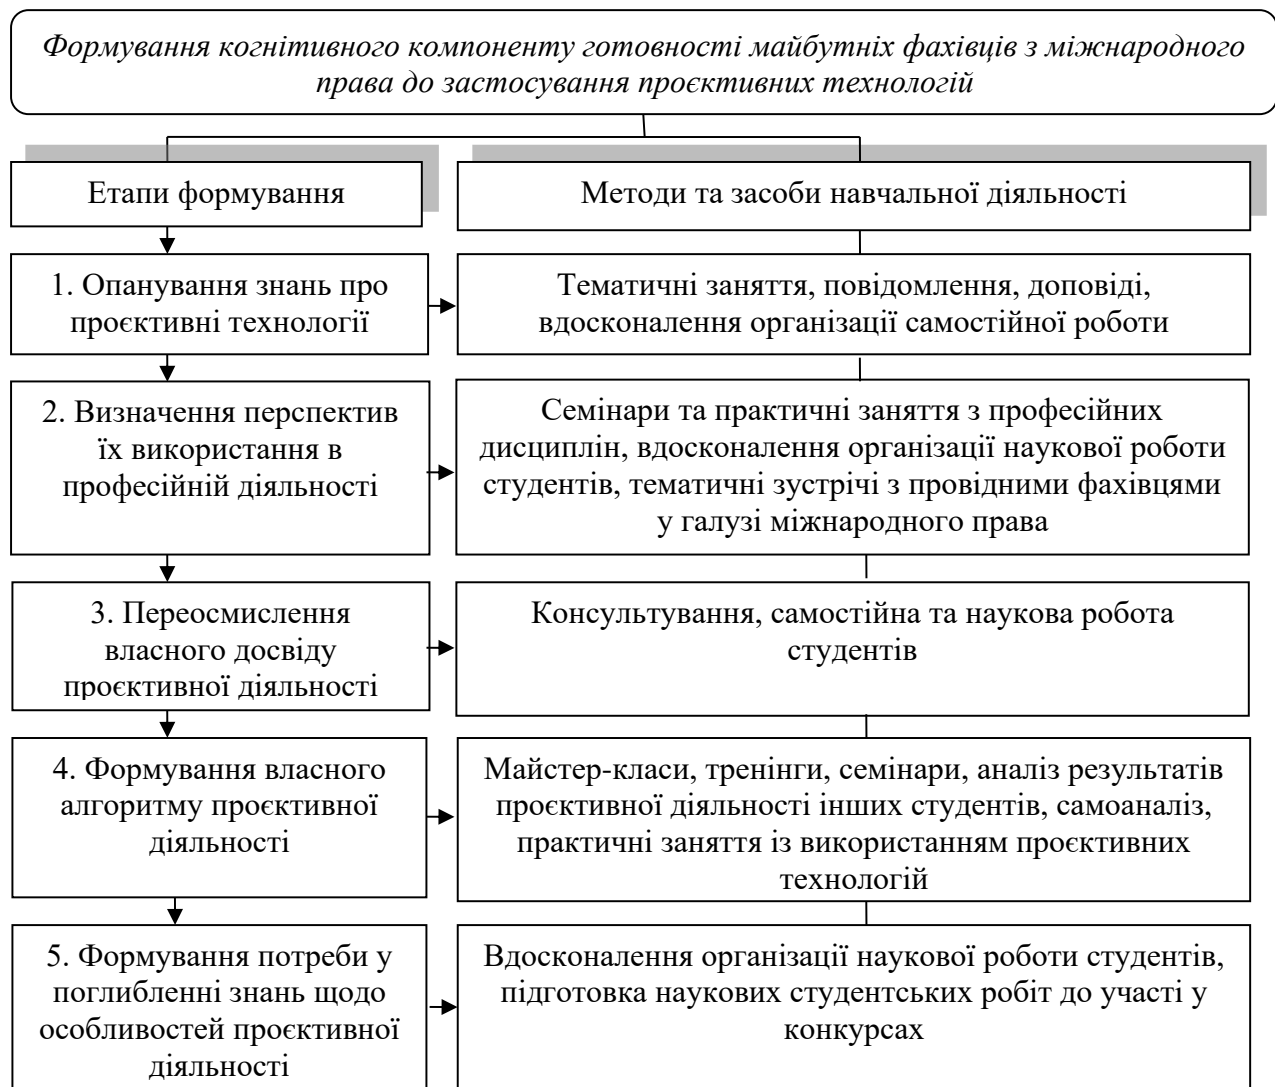 Формування когнітивного компоненту готовності майбутніх фахівців з міжнародного
права до застосування проєктивних технологій
Етапи формування
Методи та засоби навчальної діяльності
1. Опанування знань про
проєктивні технології
Тематичні заняття, повідомлення, доповіді,
вдосконалення організації самостійної роботи
2. Визначення перспектив
їх використання в
професійній діяльності
Семінари та практичні заняття з професійних
дисциплін, вдосконалення організації наукової роботи
студентів, тематичні зустрічі з провідними фахівцями
у галузі міжнародного права
3. Переосмислення
власного досвіду
проєктивної діяльності
Консультування, самостійна та наукова робота
студентів
4. Формування власного
алгоритму проєктивної
діяльності
Майстер-класи, тренінги, семінари, аналіз результатів
проєктивної діяльності інших студентів, самоаналіз,
практичні заняття із використанням проєктивних
технологій
5. Формування потреби у
поглибленні знань щодо
особливостей проєктивної
діяльності
Вдосконалення організації наукової роботи студентів,
підготовка наукових студентських робіт до участі у
конкурсах